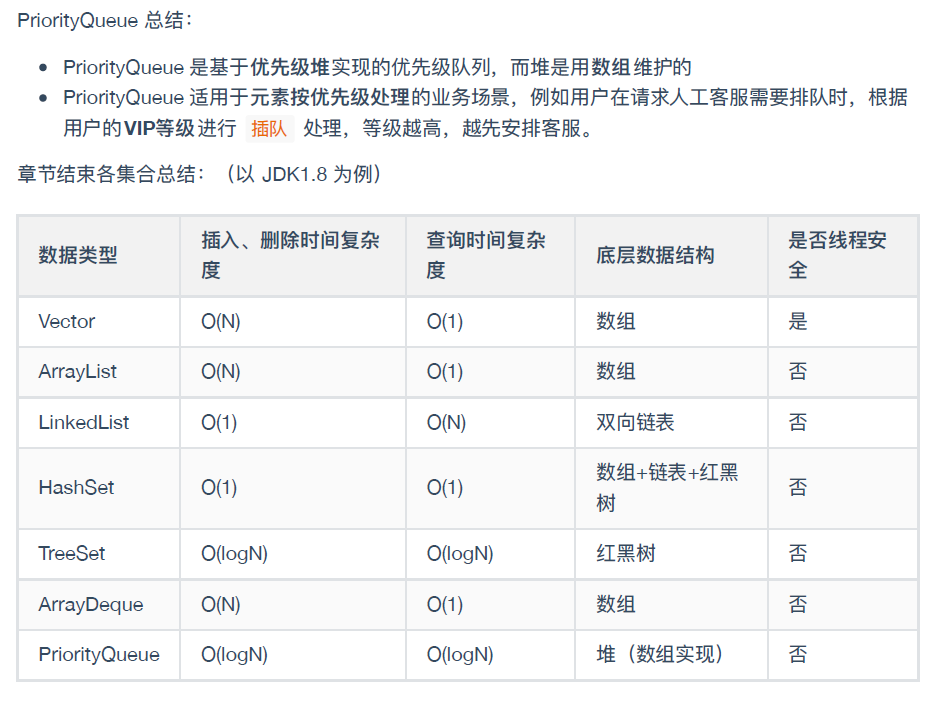 PriorityQueue 总结：
PriorityQueue 是基于优先级堆实现的优先级队列，而堆是用数组维护的
PriorityQueue 适用于元素按优先级处理的业务场景，例如用户在请求人工客服需要排队时，根据
用户的VIP等级进行 插队 处理，等级越高，越先安排客服。
章节结束各集合总结：（以 JDK1.8 为例）
数据类型 插入、删除时间复杂度 查询时间复杂度 底层数据结构 是否线程安全
Vector O(N) O(1) 数组 是
ArrayList O(N) O(1) 数组 否
LinkedList O(1) O(N) 双向链表 否
HashSet O(1) O(1) 数组+链表+红黑树 否
TreeSet O(logN) O(logN) 红黑树 否
ArrayDeque O(N) O(1) 数组 否
PriorityQueue O(logN) O(logN) 堆（数组实现） 否